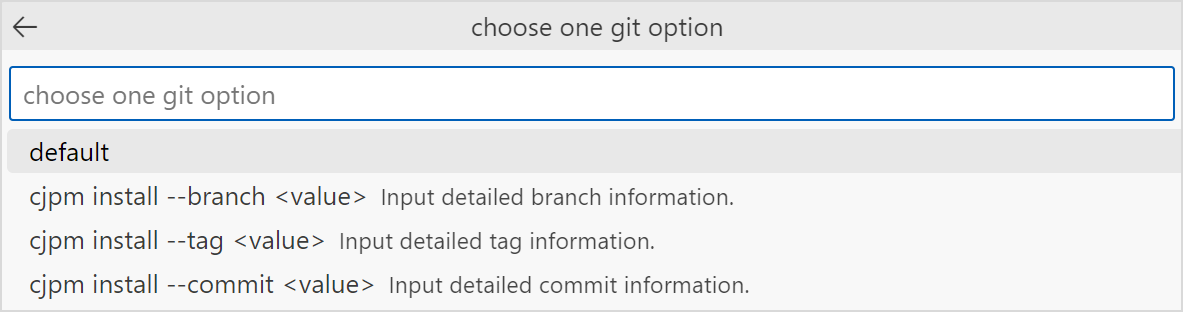 choose one git option
choose one git option
default
cjpm install --branch <value> Input detailed branch information.
cjpm install --tag <value> Input detailed tag information.
cjpm install --commit <value> Input detailed commit information.